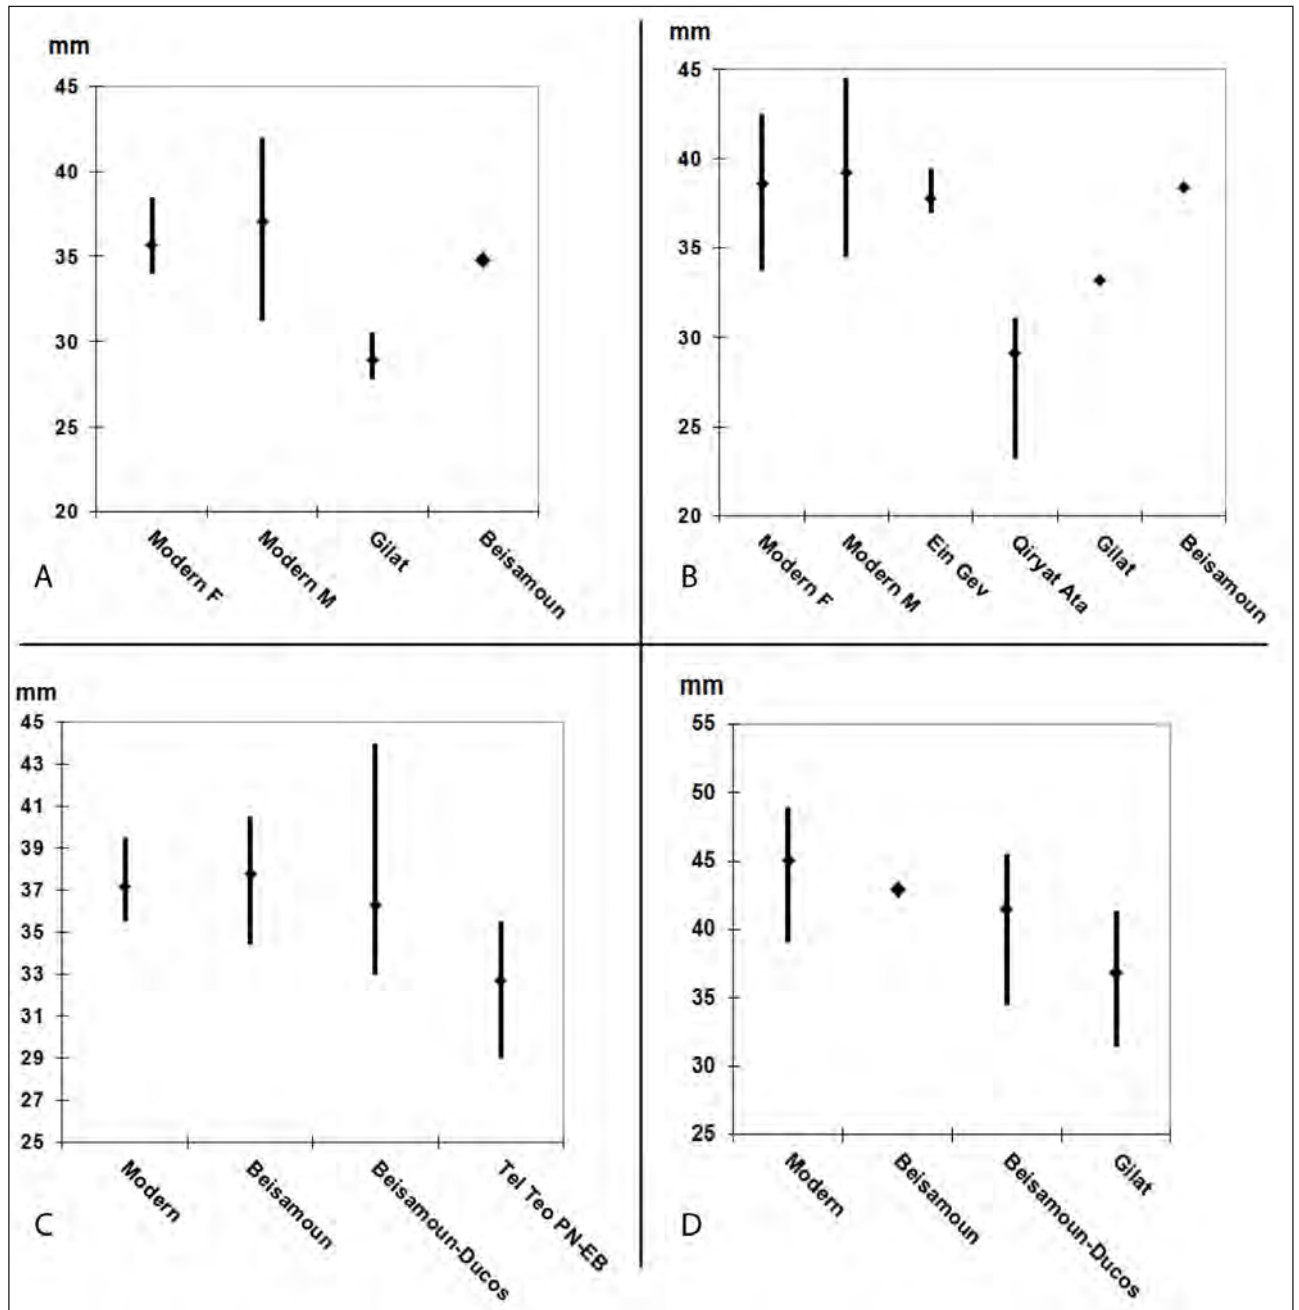 mm
45
40
35
30
25
20
Modern F
Modern M
Gilat
Beisamoun
A
mm
45
40
35
30
25
20
Modern F
Modern M
Ein Gev
Qiryat Ata
Gilat
Beisamoun
B
mm
45
43
41
39
37
35
33
31
29
27
25
Modern
Beisamoun
Beisamoun-Ducos
Tel Teo PN-EB
C
mm
55
50
45
40
35
30
25
Modern
Beisamoun
Beisamoun-Ducos
Gilat
D